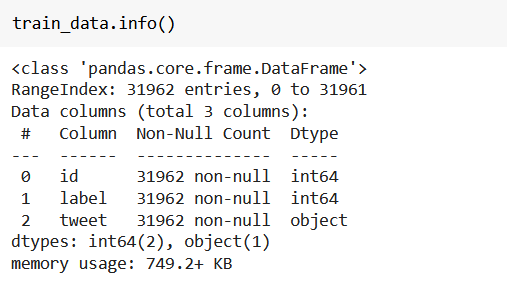 train_data.info()
<class 'pandas.core.frame.DataFrame'>
RangeIndex: 31962 entries, 0 to 31961
Data columns (total 3 columns):
 #   Column  Non-Null Count  Dtype
---  ------  --------------  -----
 0   id      31962 non-null  int64
 1   label   31962 non-null  int64
 2   tweet   31962 non-null  object
dtypes: int64(2), object(1)
memory usage: 749.2+ KB